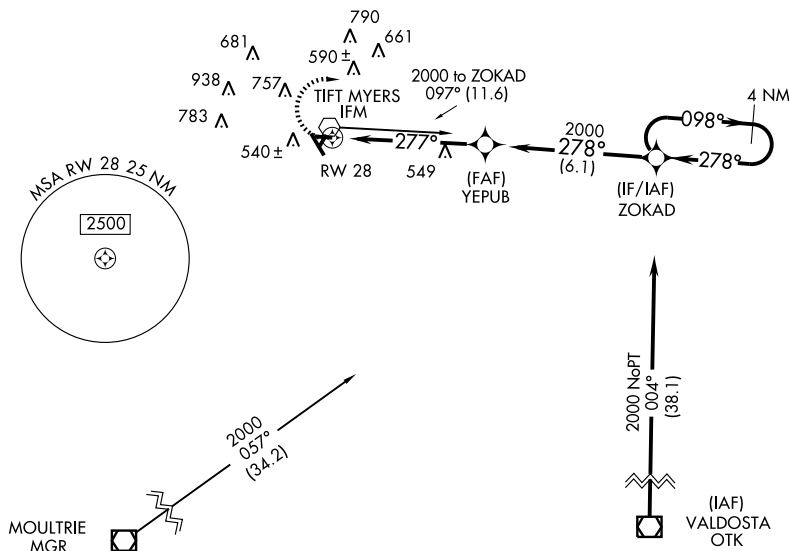 790
681
661
590 ±
938
757
2000 to ZOKAD
097° (11.6)
TIFT MYERS
IFM
783
4 NM
098°
540 ±
277°
2000
278°
(6.1)
278°
RW 28
549
(FAF)
YEPUB
(IF/IAF)
ZOKAD
MSA RW 28 25 NM
2500
2000 NoPT
004°
(38.1)
2000
057°
(34.2)
MOULTRIE
MGR
(IAF)
VALDOSTA
OTK